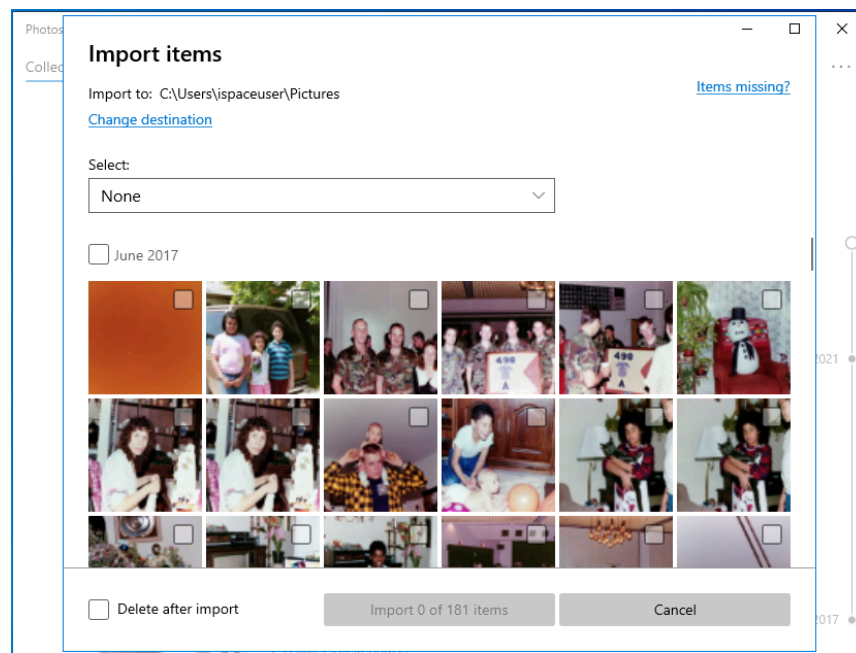 Photos
Import items
Collec
Import to: C:\Users\ispaceuser\Pictures
Items missing?
Change destination
Select:
None
June 2017
498
A
498
A
2021
Delete after import
Import 0 of 181 items
Cancel
2017